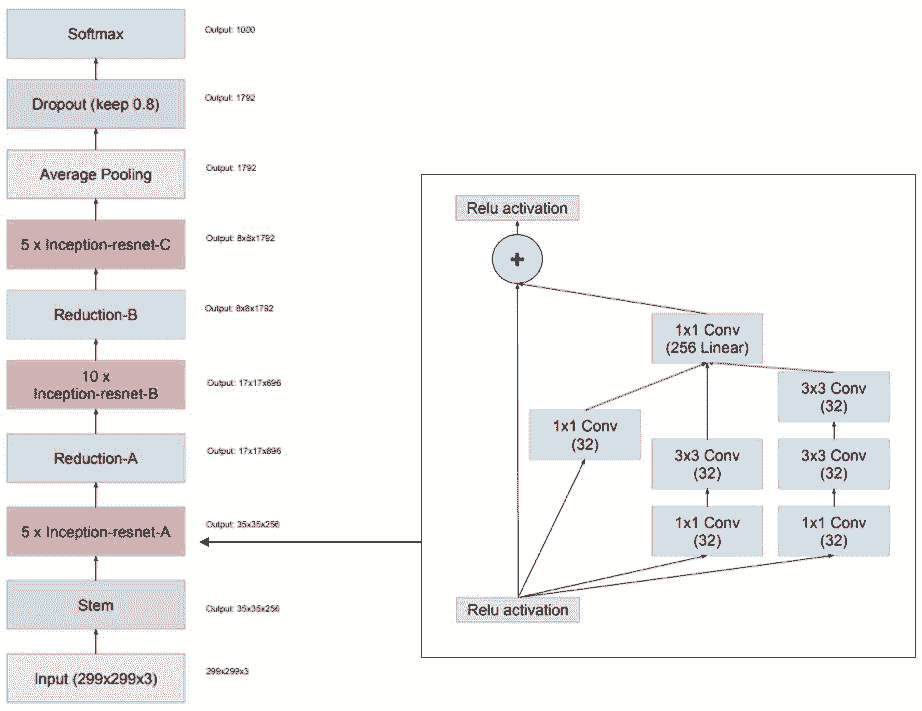 Softmax
Output: 1000
Dropout (keep 0.8)
Output: 1792
Average Pooling
Output: 1792
5 x Inception-resnet-C
Output: 8x8x1792
Reduction-B
Output: 8x8x1792
10 x
Inception-resnet-B
Output: 17x17x896
Reduction-A
Output: 17x17x896
5 x Inception-resnet-A
Output: 35x35x256
Stem
Output: 35x35x256
Input (299x299x3)
299x299x3
Relu activation
+
1x1 Conv
(256 Linear)
1x1 Conv
(32)
3x3 Conv
(32)
1x1 Conv
(32)
3x3 Conv
(32)
3x3 Conv
(32)
1x1 Conv
(32)
Relu activation